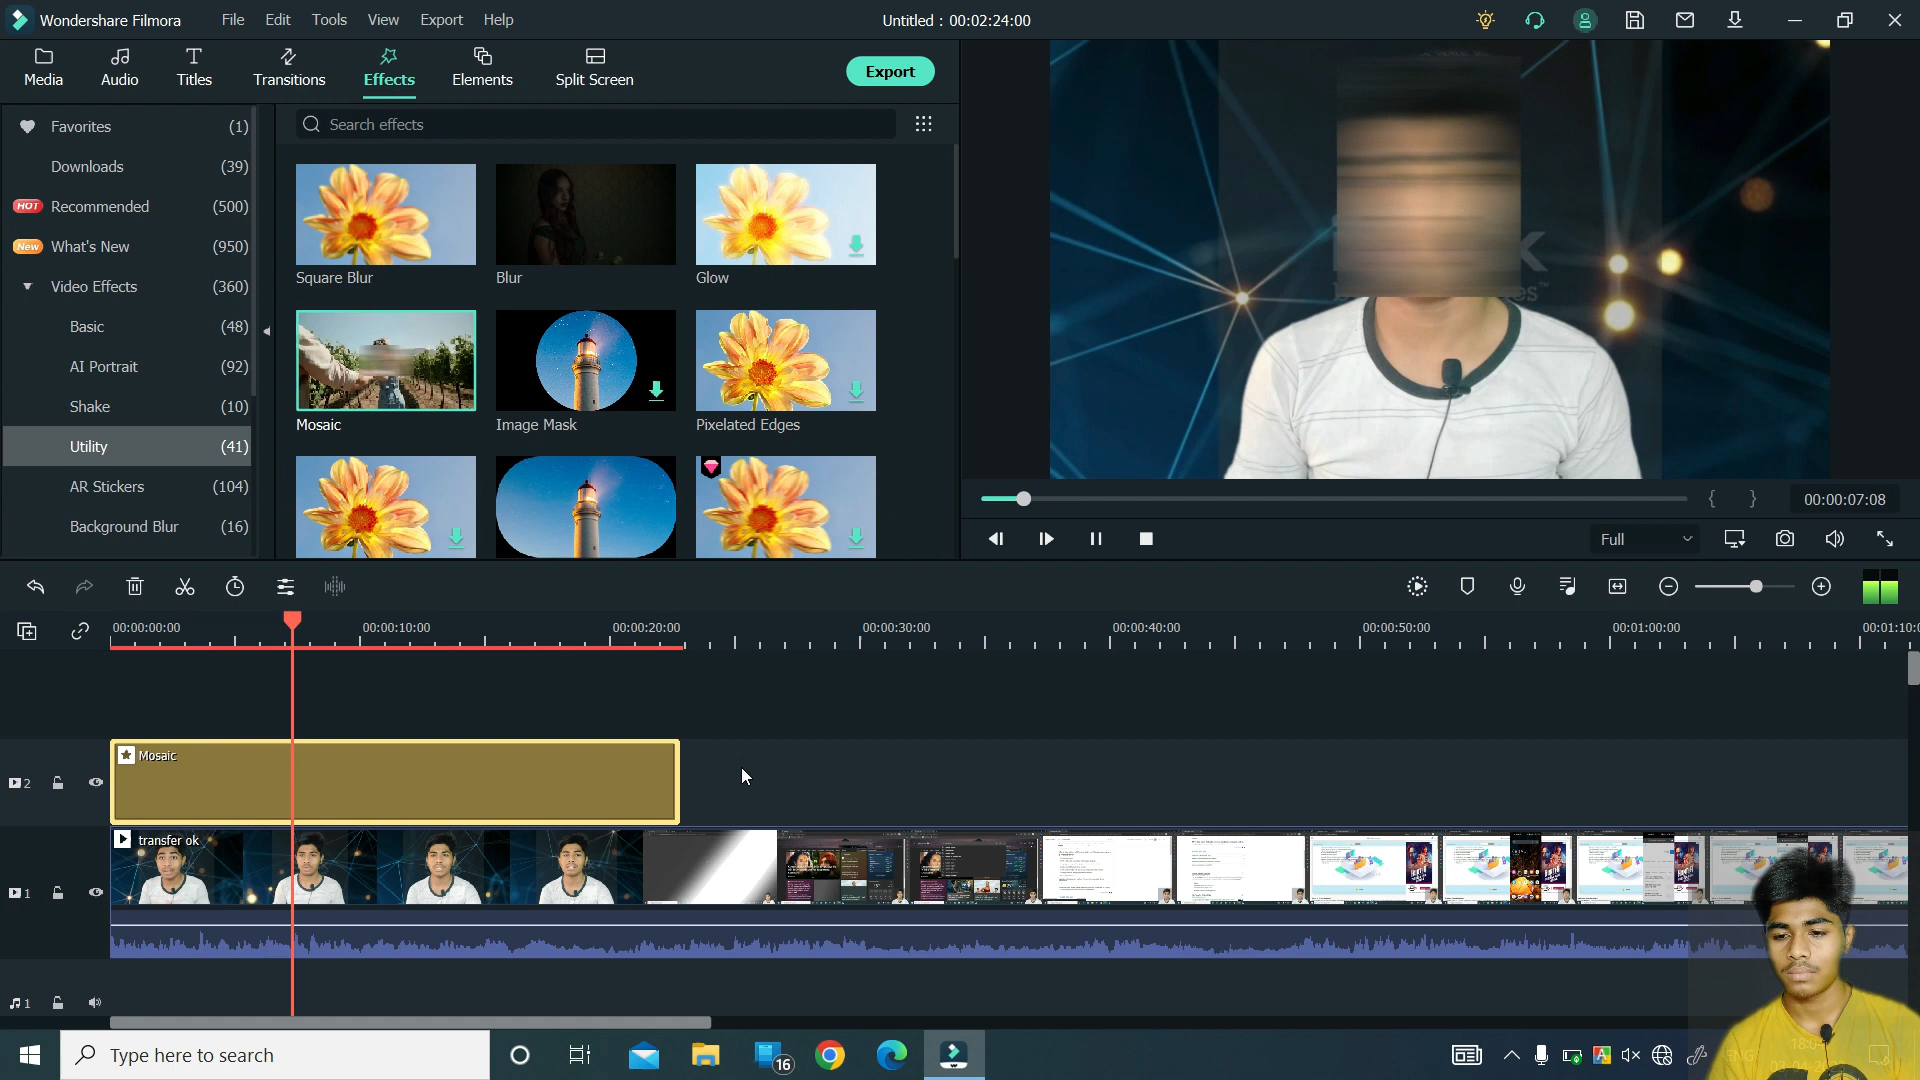 Wondershare Filmora File Edit Tools View Export Help Untitled : 00:02:24:00
Media Audio Titles Transitions Effects Elements Split Screen Export
Favorites (1)
Downloads (39)
HOT Recommended (500)
New What's New (950)
Video Effects (360)
Basic (48)
AI Portrait (92)
Shake (10)
Utility (41)
AR Stickers (104)
Background Blur (16)
Search effects
Square Blur Blur Glow
Mosaic Image Mask Pixelated Edges
00:00:07:08
Full
00:00:00:00 00:00:10:00 00:00:20:00 00:00:30:00 00:00:40:00 00:00:50:00 00:01:00:00 00:01:10:0
Mosaic
2
transfer ok
1
1
Type here to search
16
ENG